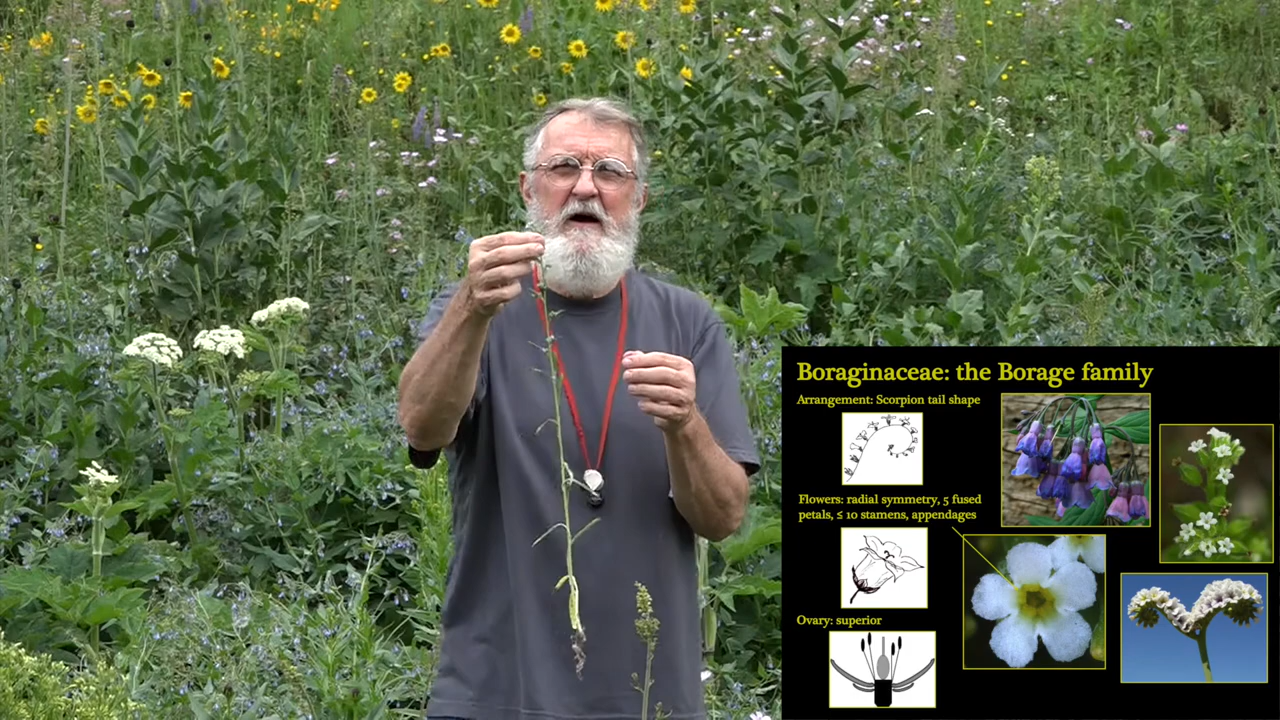 Boraginaceae: the Borage family
Arrangement: Scorpion tail shape
Flowers: radial symmetry, 5 fused
petals, ≤ 10 stamens, appendages
Ovary: superior